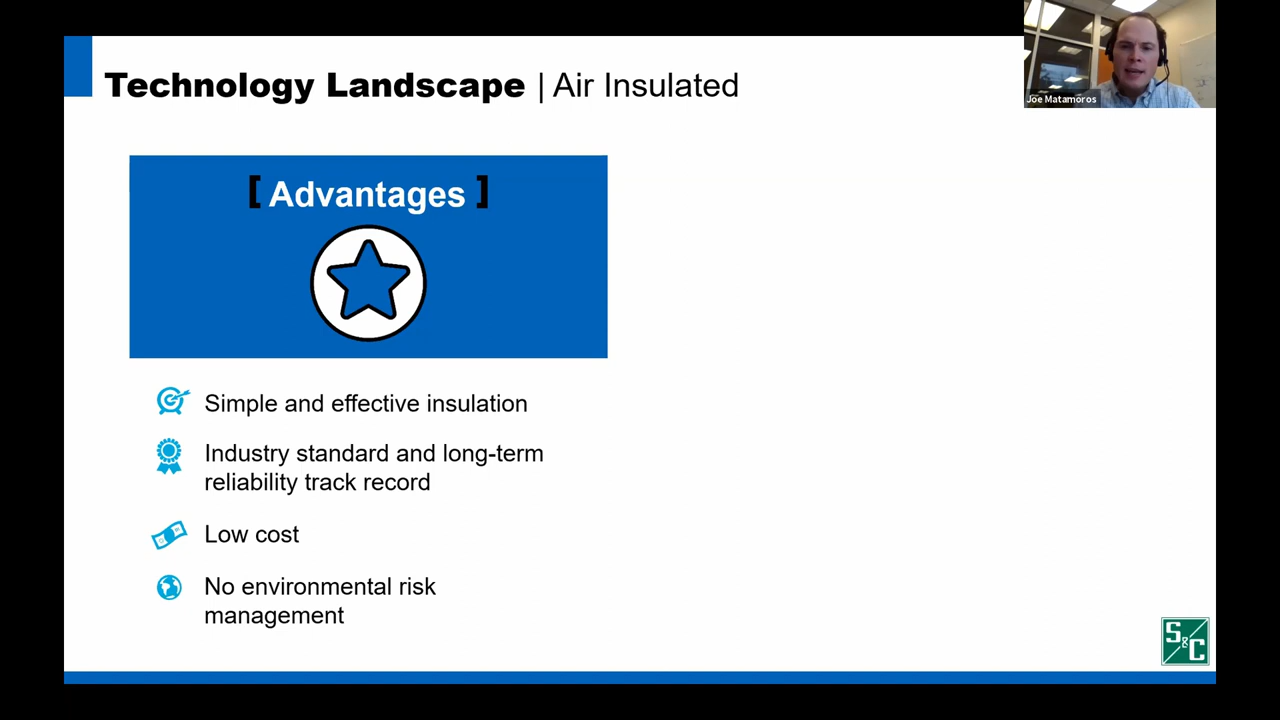 Technology Landscape | Air Insulated
Joe Matamoros
[ Advantages ]
Simple and effective insulation
Industry standard and long-term
reliability track record
Low cost
No environmental risk
management
S&C